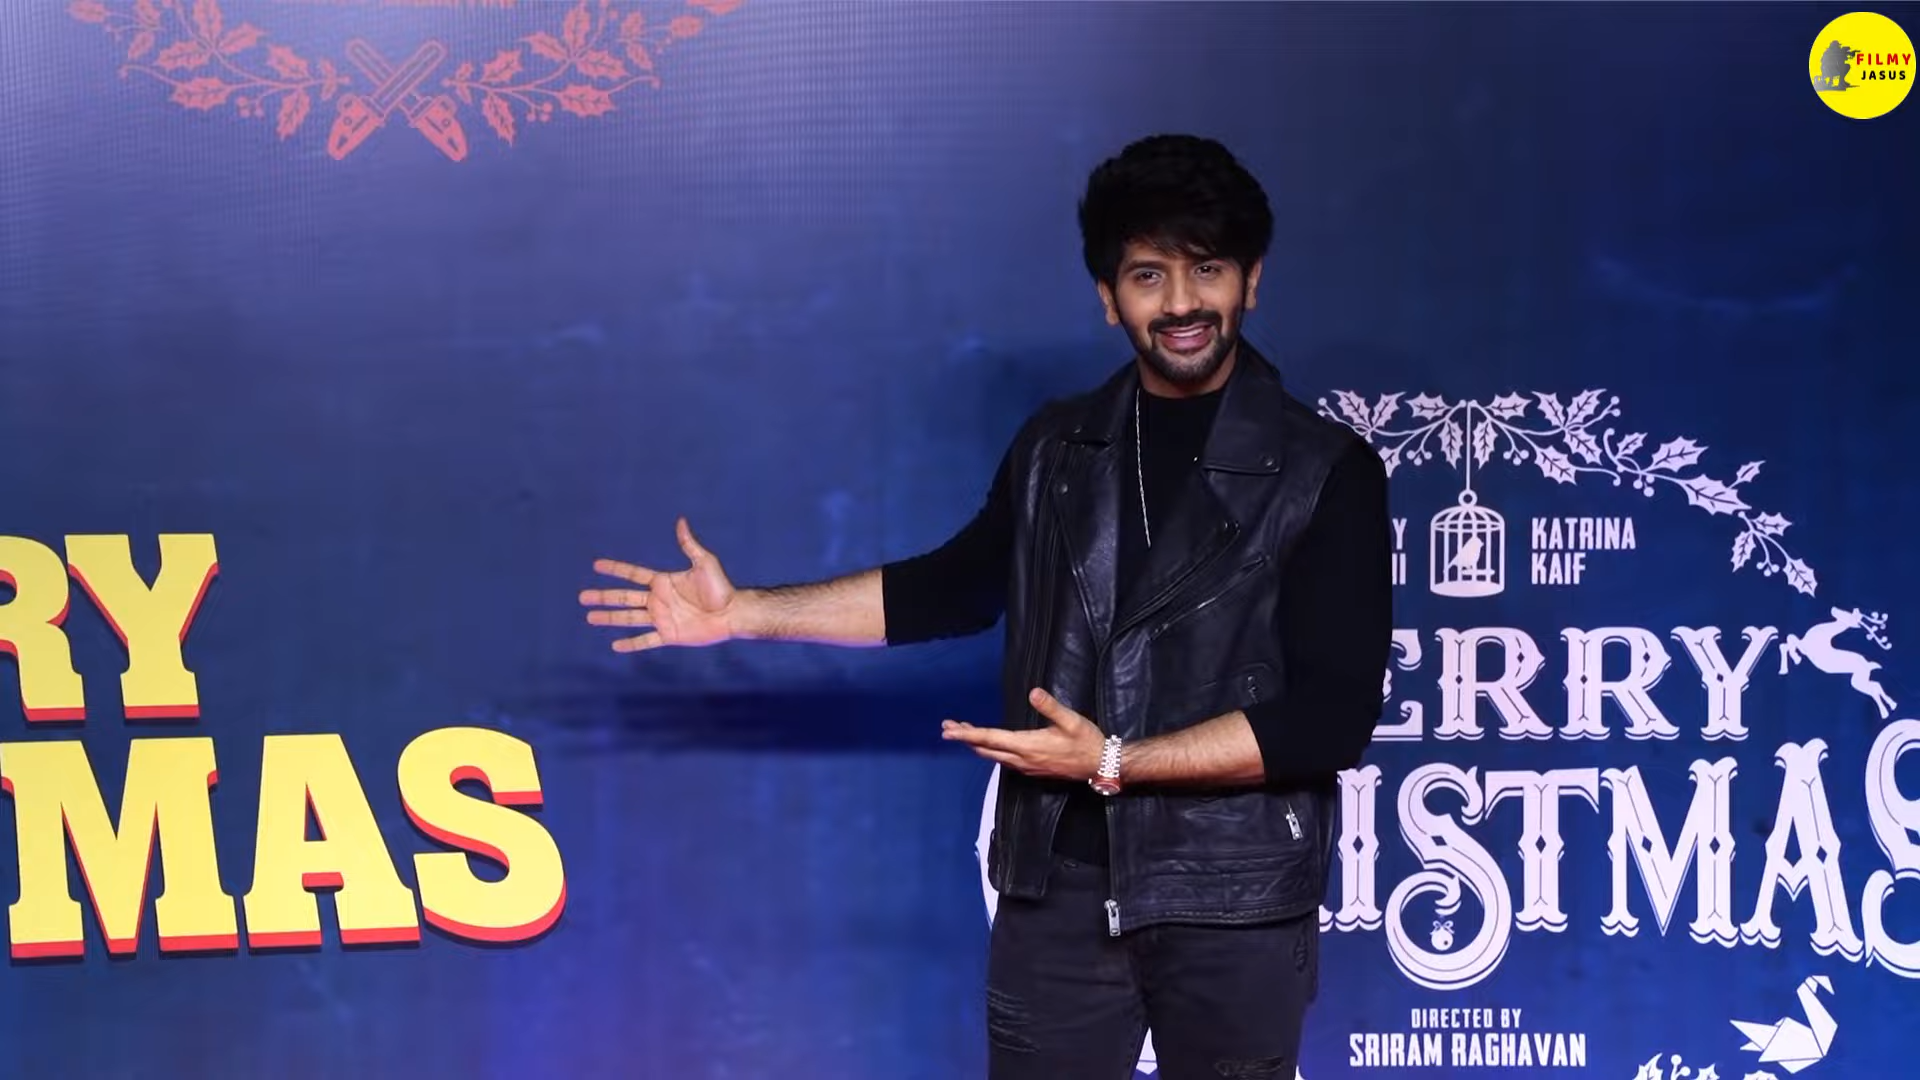 FILMY
JASUS
RY
MAS
KATRINA
KAIF
ERRY
ISTMAS
DIRECTED BY
SRIRAM RAGHAVAN